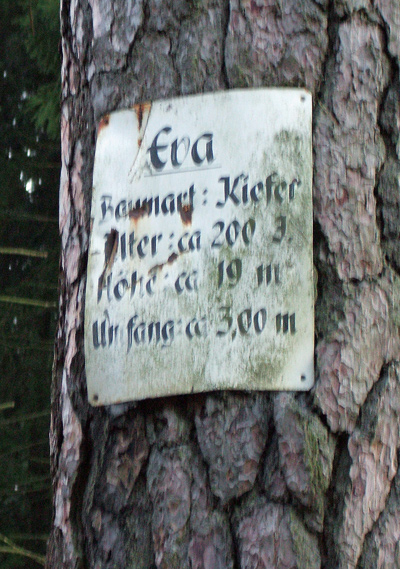 Eva
Baumart: Kiefer
Alter: ca 200 J.
Höhe: ca 19 m
Umfang: ca 3,00 m